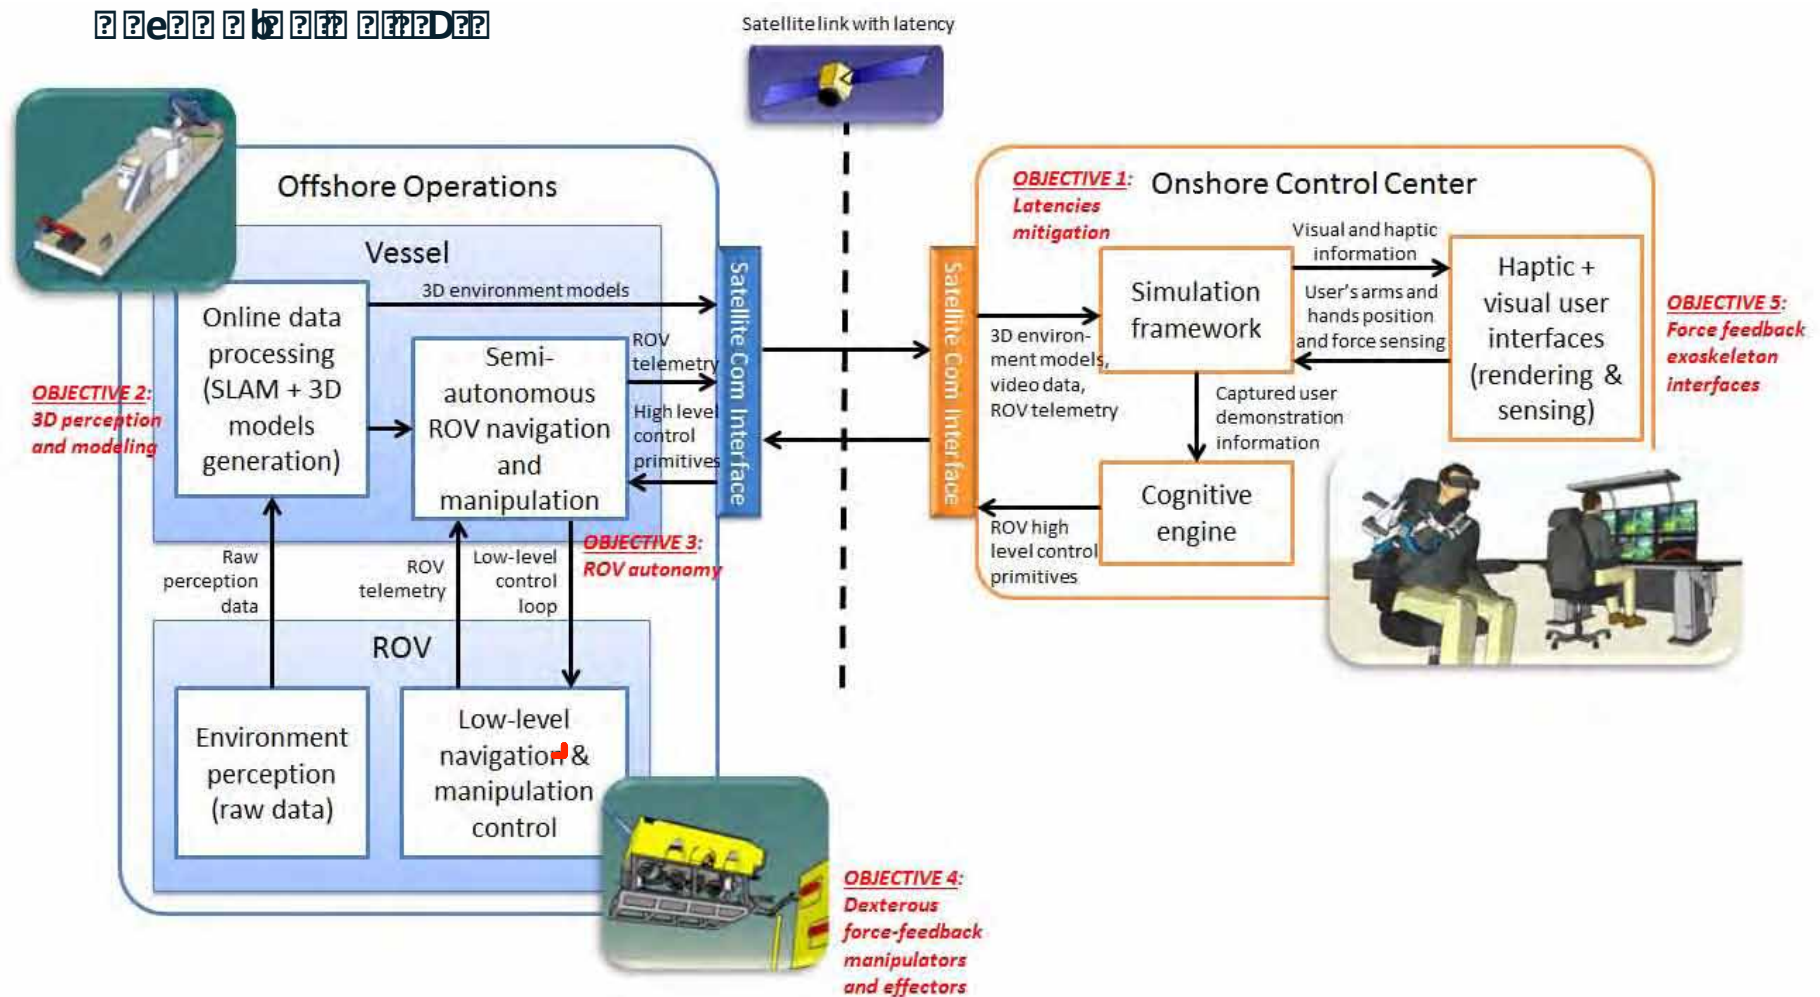 Satellite link with latency
Offshore Operations
Vessel
3D environment models
Online data
processing
(SLAM + 3D
models
generation)
Semi-
autonomous
ROV navigation
and
manipulation
ROV
telemetry
High level
control
primitives
OBJECTIVE 2:
3D perception
and modeling
OBJECTIVE 3:
ROV autonomy
Raw
perception
data
ROV
telemetry
Low-level
control
loop
ROV
Environment
perception
(raw data)
Low-level
navigation &
manipulation
control
OBJECTIVE 4:
Dexterous
force-feedback
manipulators
and effectors
Satellite Com Interface
Satellite Com Interface
OBJECTIVE 1:
Latencies
mitigation
Onshore Control Center
3D environ-
ment models,
video data,
ROV telemetry
Simulation
framework
Visual and haptic
information
User's arms and
hands position
and force sensing
Haptic +
visual user
interfaces
(rendering &
sensing)
OBJECTIVE 5:
Force feedback
exoskeleton
interfaces
Captured user
demonstration
information
Cognitive
engine
ROV high
level control
primitives